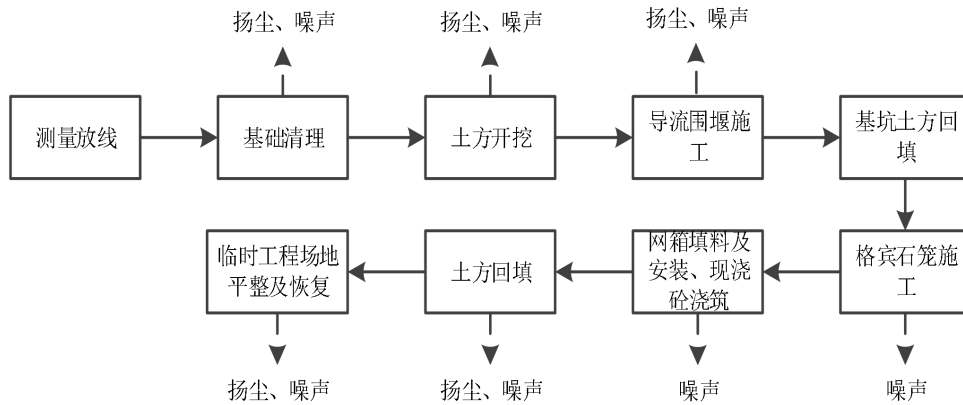 扬尘、噪声
扬尘、噪声
扬尘、噪声
测量放线
基础清理
土方开挖
导流围堰施
工
基坑土方回
填
临时工程场地
平整及恢复
土方回填
网箱填料及
安装、现浇
砼浇筑
格宾石笼施
工
扬尘、噪声
扬尘、噪声
噪声
噪声